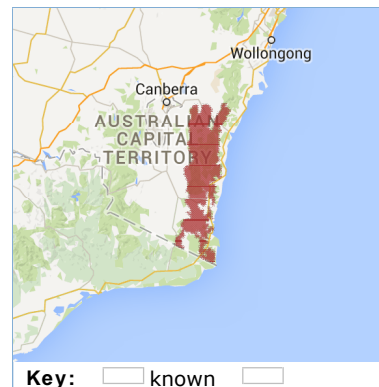 Wollongong
Canberra
AUSTRALIAN
CAPITAL
TERRITORY
Key: known